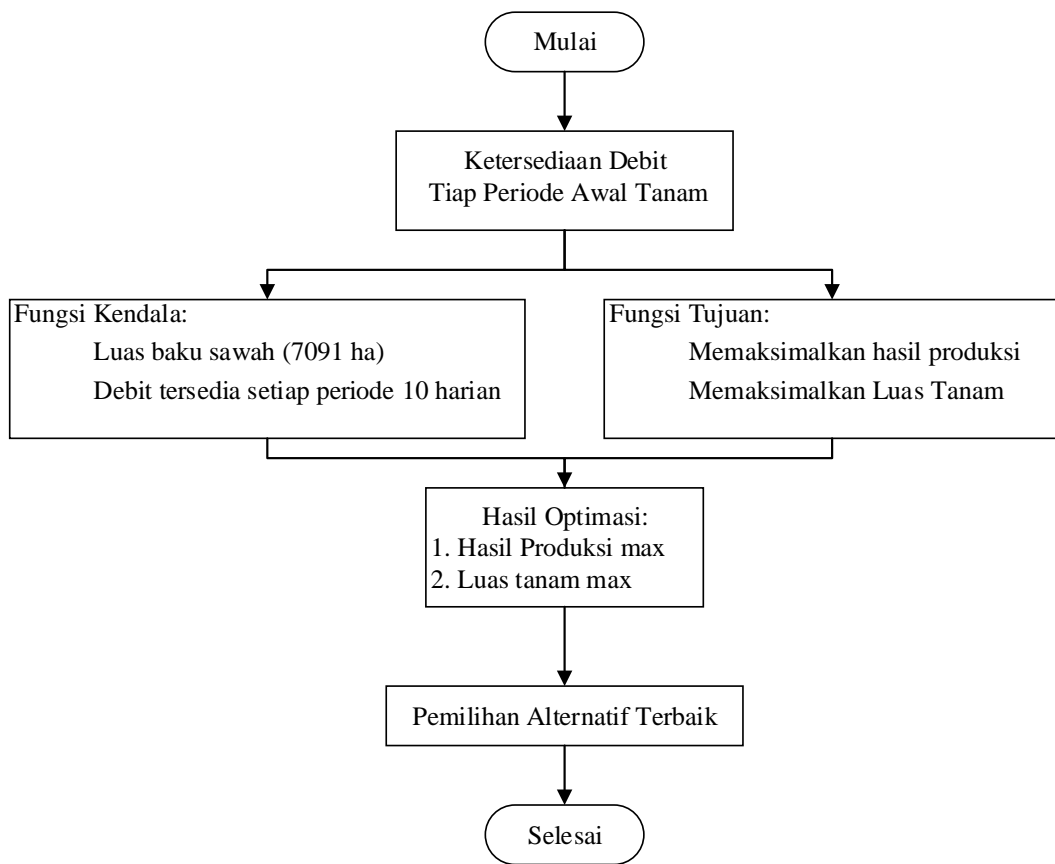 Mulai
Ketersediaan Debit
Tiap Periode Awal Tanam
Fungsi Kendala:
Luas baku sawah (7091 ha)
Debit tersedia setiap periode 10 harian
Fungsi Tujuan:
Memaksimalkan hasil produksi
Memaksimalkan Luas Tanam
Hasil Optimasi:
1. Hasil Produksi max
2. Luas tanam max
Pemilihan Alternatif Terbaik
Selesai